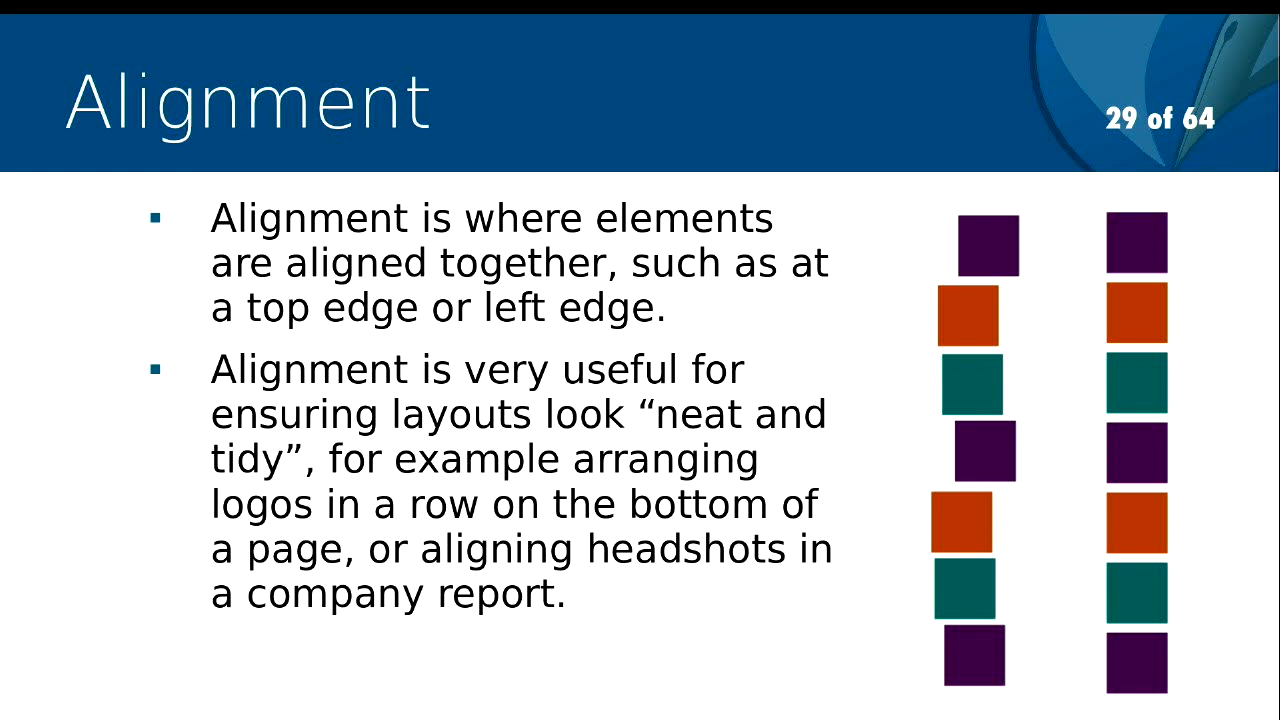 Alignment
29 of 64
▪ Alignment is where elements
are aligned together, such as at
a top edge or left edge.
▪ Alignment is very useful for
ensuring layouts look “neat and
tidy”, for example arranging
logos in a row on the bottom of
a page, or aligning headshots in
a company report.